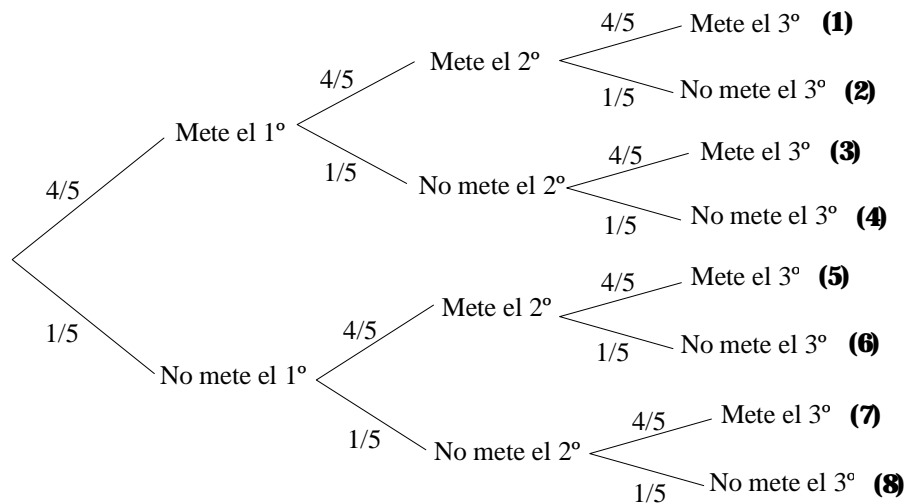 4/5 Mete el 3º (1)
4/5 Mete el 2º
1/5 No mete el 3º (2)
Mete el 1º
4/5 Mete el 3º (3)
4/5 1/5 No mete el 2º
1/5 No mete el 3º (4)
4/5 Mete el 3º (5)
1/5 4/5 Mete el 2º
1/5 No mete el 3º (6)
No mete el 1º
4/5 Mete el 3º (7)
1/5 No mete el 2º
1/5 No mete el 3º (8)